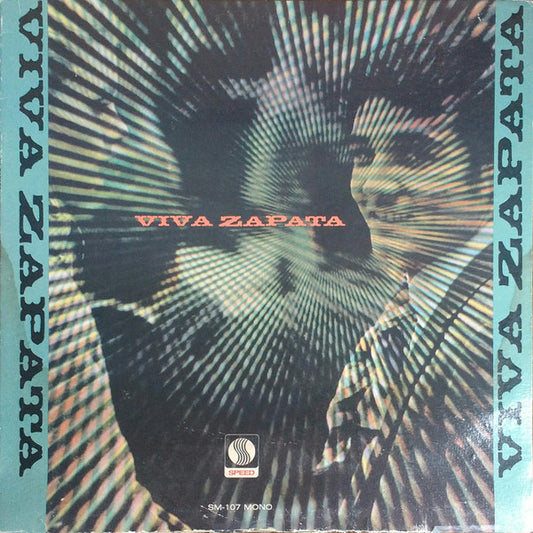 VIVA ZAPATA
VIVA ZAPATA
VIVA ZAPATA
SPEED
SM-107 MONO